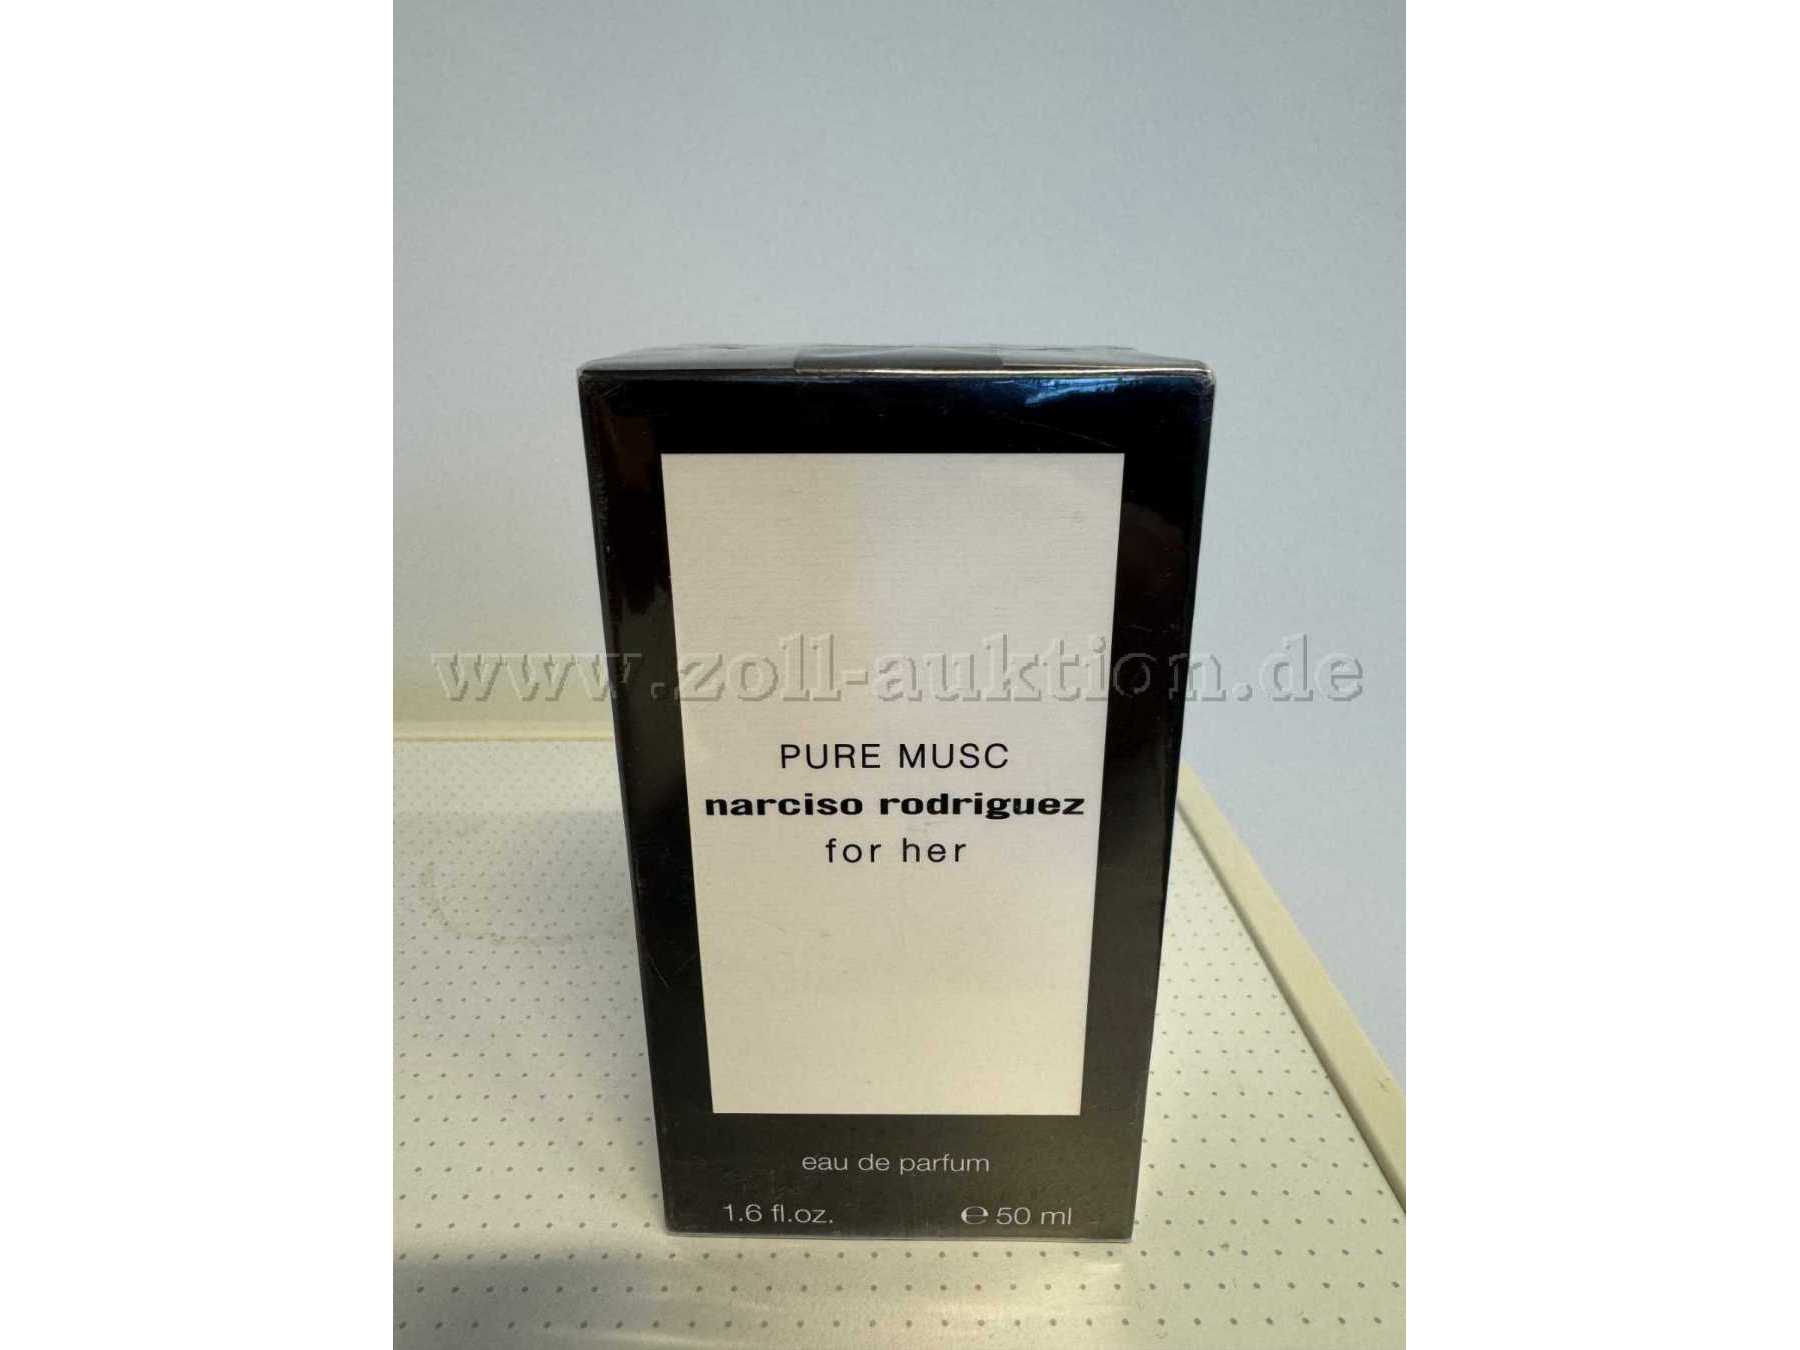 www.zoll-auktion.de
PURE MUSC
narciso rodriguez
for her
eau de parfum
1.6 fl.oz. ℮ 50 ml